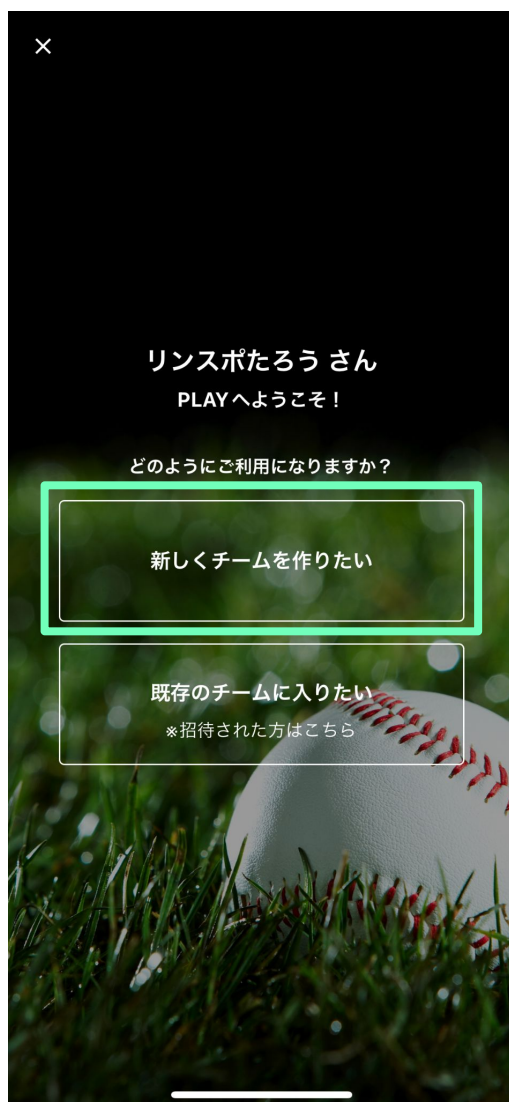 リンスポたろう さん
PLAYへようこそ！
どのようにご利用になりますか？
新しくチームを作りたい
既存のチームに入りたい
※招待された方はこちら